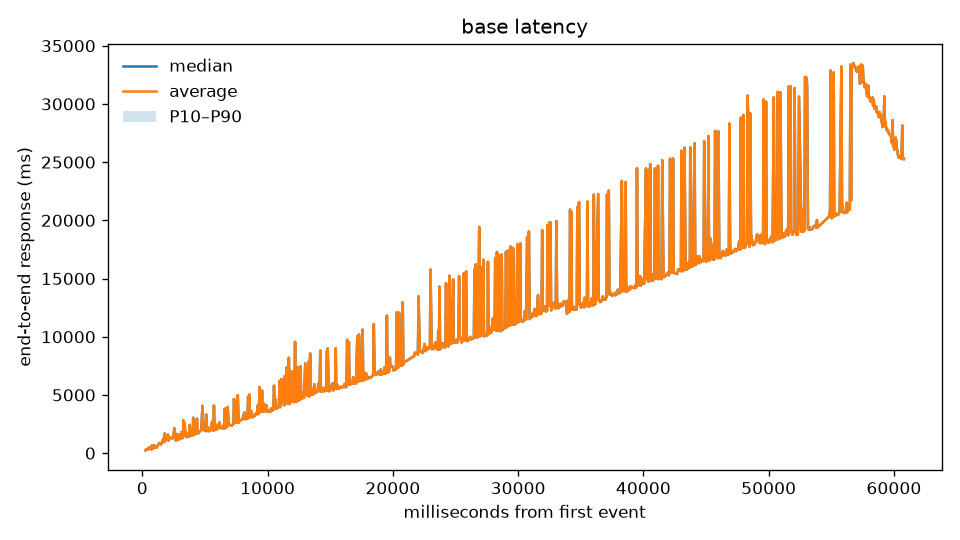 base latency
35000
30000
25000
20000
15000
10000
5000
0
median
average
P10–P90
end-to-end response (ms)
0 10000 20000 30000 40000 50000 60000
milliseconds from first event